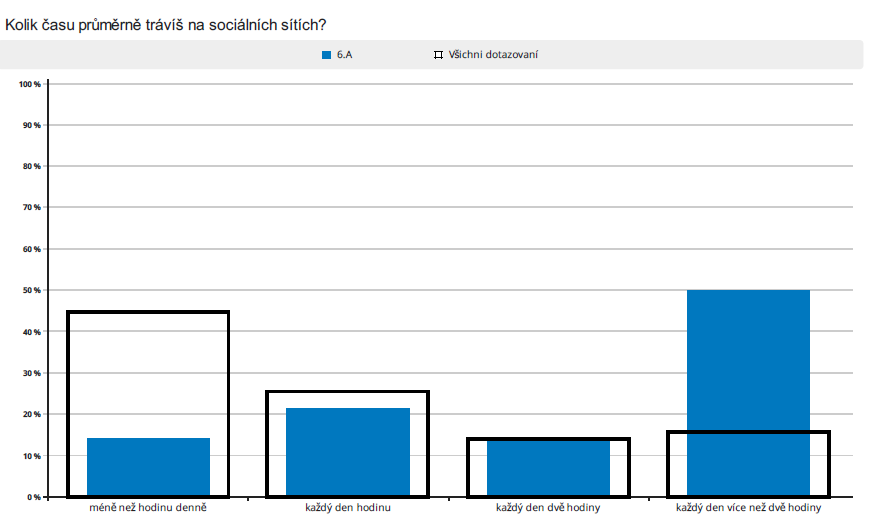 Kolik času průměrně trávíš na sociálních sítích?
6.A
Všichni dotazovaní
100 %
90 %
80 %
70 %
60 %
50 %
40 %
30 %
20 %
10 %
0 %
méně než hodinu denně
každý den hodinu
každý den dvě hodiny
každý den více než dvě hodiny